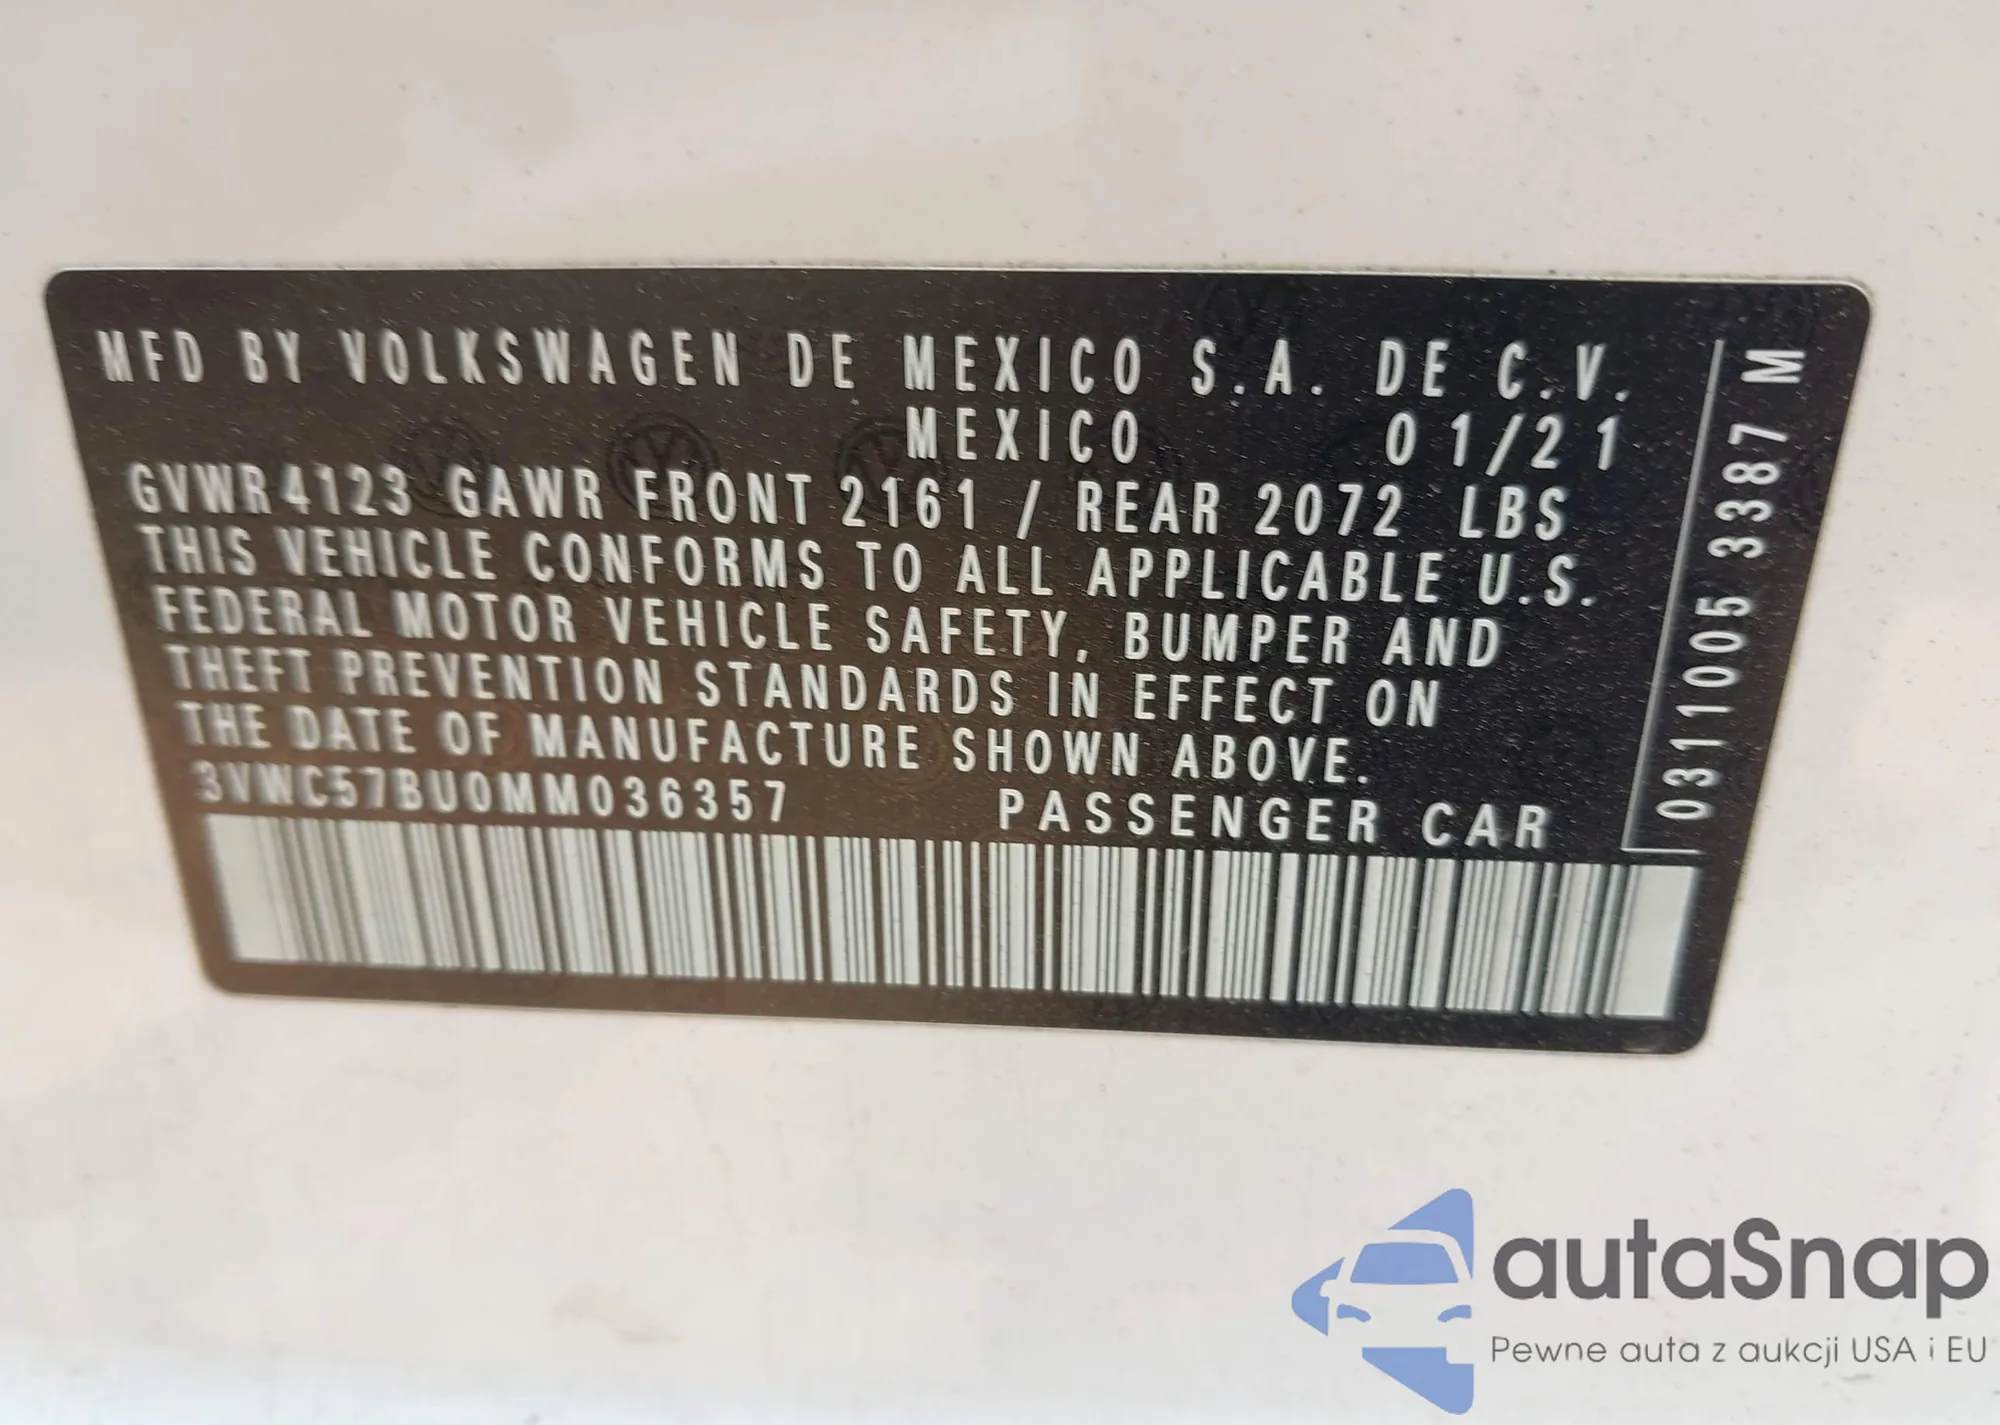 MFD BY VOLKSWAGEN DE MEXICO S.A. DE C.V.
MEXICO 01/21
GVWR 4123 GAWR FRONT 2161 / REAR 2072 LBS
THIS VEHICLE CONFORMS TO ALL APPLICABLE U.S.
FEDERAL MOTOR VEHICLE SAFETY, BUMPER AND
THEFT PREVENTION STANDARDS IN EFFECT ON
THE DATE OF MANUFACTURE SHOWN ABOVE.
3VWC57BU0MM036357 PASSENGER CAR
0311005 3387 M
autaSnap
Pewne auta z aukcji USA i EU